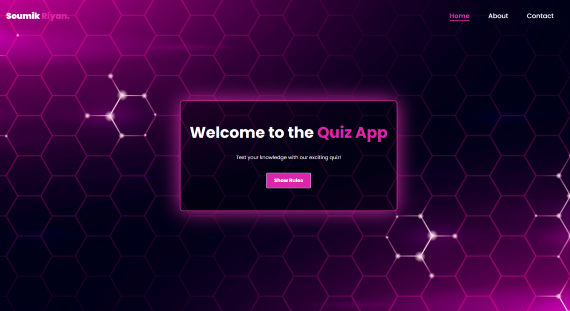 Soumik Riyan.
Home About Contact
Welcome to the Quiz App
Test your knowledge with our exciting quiz!
Show Rules